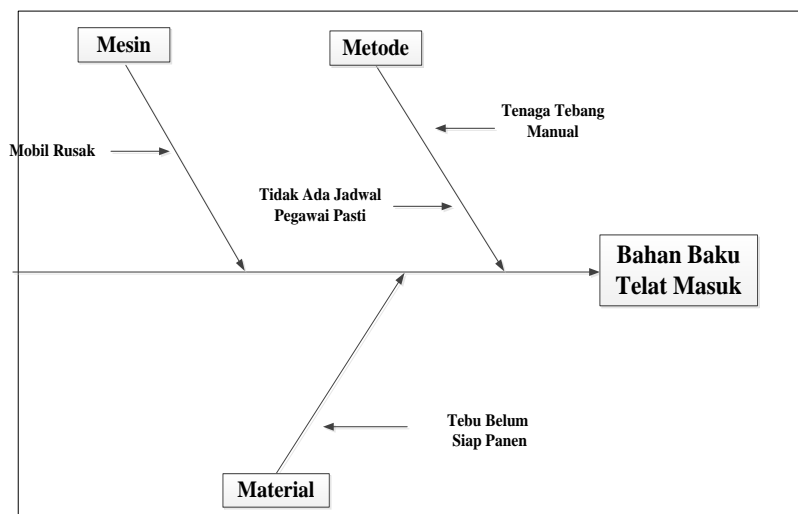 Mesin
Metode
Tenaga Tebang
Manual
Mobil Rusak
Tidak Ada Jadwal
Pegawai Pasti
Bahan Baku
Telat Masuk
Tebu Belum
Siap Panen
Material